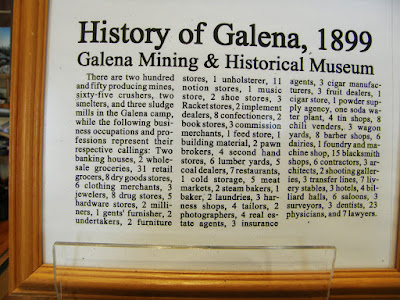 History of Galena, 1899
Galena Mining & Historical Museum
There are two hundred
and fifty producing mines,
sixty-five crushers, two
smelters, and three sludge
mills in the Galena camp,
while the following busi-
ness occupations and pro-
fessions represent their
respective callings: Two
banking houses, 2 whole-
sale groceries, 31 retail
grocers, 8 dry goods stores,
6 clothing merchants, 3
jewelers, 8 drug stores, 5
hardware stores, 2 milli-
ners, 1 gents' furnisher, 2
undertakers, 2 furniture
stores, 1 unholsterer, 11
notion stores, 1 music
store, 2 shoe stores, 3
Racket stores, 2 implement
dealers, 8 confectioners, 2
book stores, 3 commission
merchants, 1 feed store, 1
building material, 2 pawn
brokers, 4 second hand
stores, 6 lumber yards, 5
coal dealers, 7 restaurants,
1 cold storage, 5 meat
markets, 2 steam bakers, 1
baker, 2 laundries, 3 har-
ness shops, 4 tailors, 2
photographers, 4 real es-
tate agents, 3 insurance
agents, 3 cigar manufac-
turers, 3 fruit dealers, 1
cigar store, 1 powder sup-
ply agency, one soda wa-
ter plant, 4 tin shops, 8
chili venders, 3 wagon
yards, 8 barber shops, 6
dairies, 1 foundry and ma-
chine shop, 15 blacksmith
shops, 6 contractors, 3 ar-
chitects, 2 shooting galler-
ies, 3 transfer lines, 7 liv-
ery stables, 3 hotels, 4 bil-
liard halls, 6 saloons, 3
surveyors, 3 dentists, 23
physicians, and 7 lawyers.